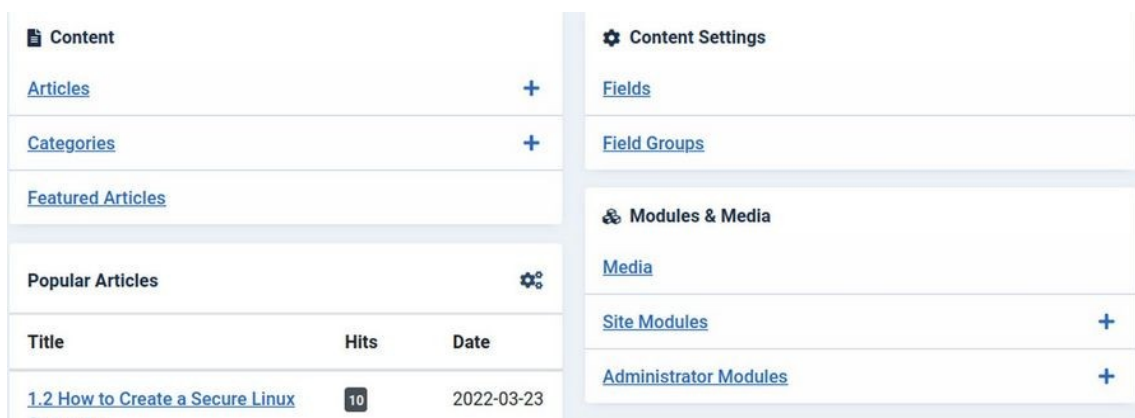 Content
Articles
Categories
Featured Articles
Popular Articles
Title Hits Date
1.2 How to Create a Secure Linux 10 2022-03-23
Content Settings
Fields
Field Groups
Modules & Media
Media
Site Modules
Administrator Modules